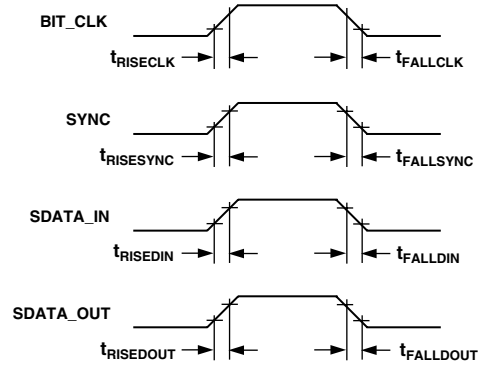 BIT_CLK
tRISECLK tFALLCLK
SYNC
tRISESYNC tFALLSYNC
SDATA_IN
tRISEDIN tFALLDIN
SDATA_OUT
tRISEDOUT tFALLDOUT